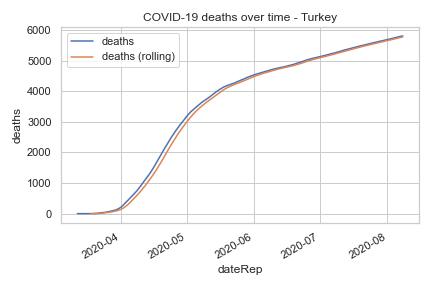 COVID-19 deaths over time - Turkey
deaths
deaths (rolling)
6000
5000
4000
3000
2000
1000
0
deaths
2020-04
2020-05
2020-06
2020-07
2020-08
dateRep